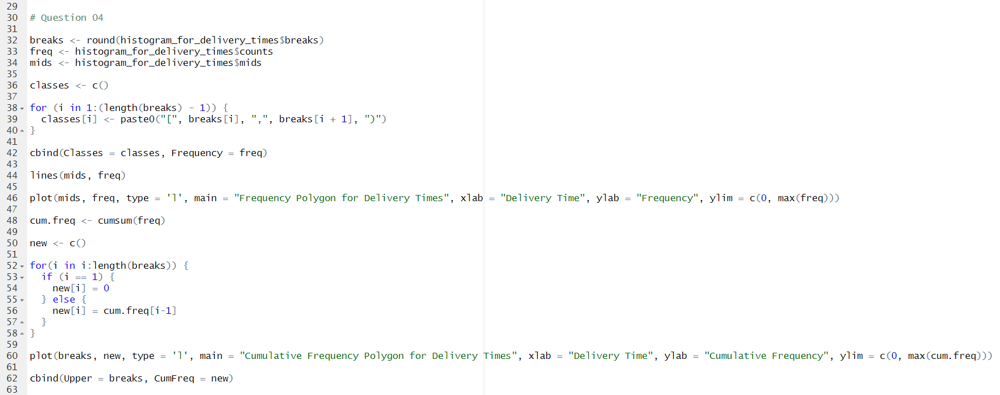 29
30 # Question 04
31
32 breaks <- round(histogram_for_delivery_times$breaks)
33 freq <- histogram_for_delivery_times$counts
34 mids <- histogram_for_delivery_times$mids
35
36 classes <- c()
37
38 for (i in 1:(length(breaks) - 1)) {
39   classes[i] <- paste0("[", breaks[i], ",", breaks[i + 1], ")")
40 }
41
42 cbind(Classes = classes, Frequency = freq)
43
44 lines(mids, freq)
45
46 plot(mids, freq, type = 'l', main = "Frequency Polygon for Delivery Times", xlab = "Delivery Time", ylab = "Frequency", ylim = c(0, max(freq)))
47
48 cum.freq <- cumsum(freq)
49
50 new <- c()
51
52 for(i in i:length(breaks)) {
53   if (i == 1) {
54     new[i] = 0
55   } else {
56     new[i] = cum.freq[i-1]
57   }
58 }
59
60 plot(breaks, new, type = 'l', main = "Cumulative Frequency Polygon for Delivery Times", xlab = "Delivery Time", ylab = "Cumulative Frequency", ylim = c(0, max(cum.freq)))
61
62 cbind(Upper = breaks, CumFreq = new)
63